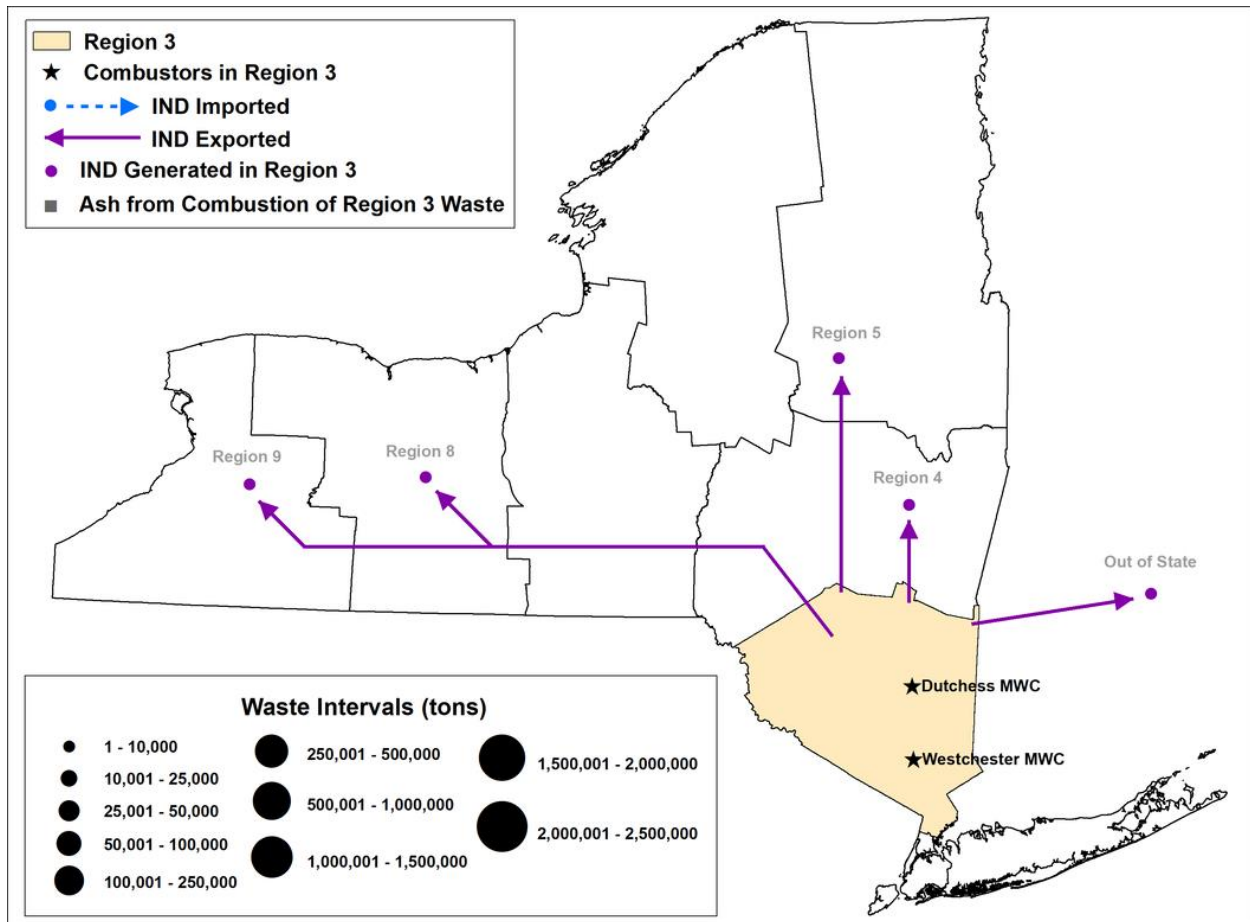 Region 3
Combustors in Region 3
IND Imported
IND Exported
IND Generated in Region 3
Ash from Combustion of Region 3 Waste
Region 5
Region 9
Region 8
Region 4
Out of State
Dutchess MWC
Westchester MWC
Waste Intervals (tons)
1 - 10,000
10,001 - 25,000
25,001 - 50,000
50,001 - 100,000
100,001 - 250,000
250,001 - 500,000
500,001 - 1,000,000
1,000,001 - 1,500,000
1,500,001 - 2,000,000
2,000,001 - 2,500,000